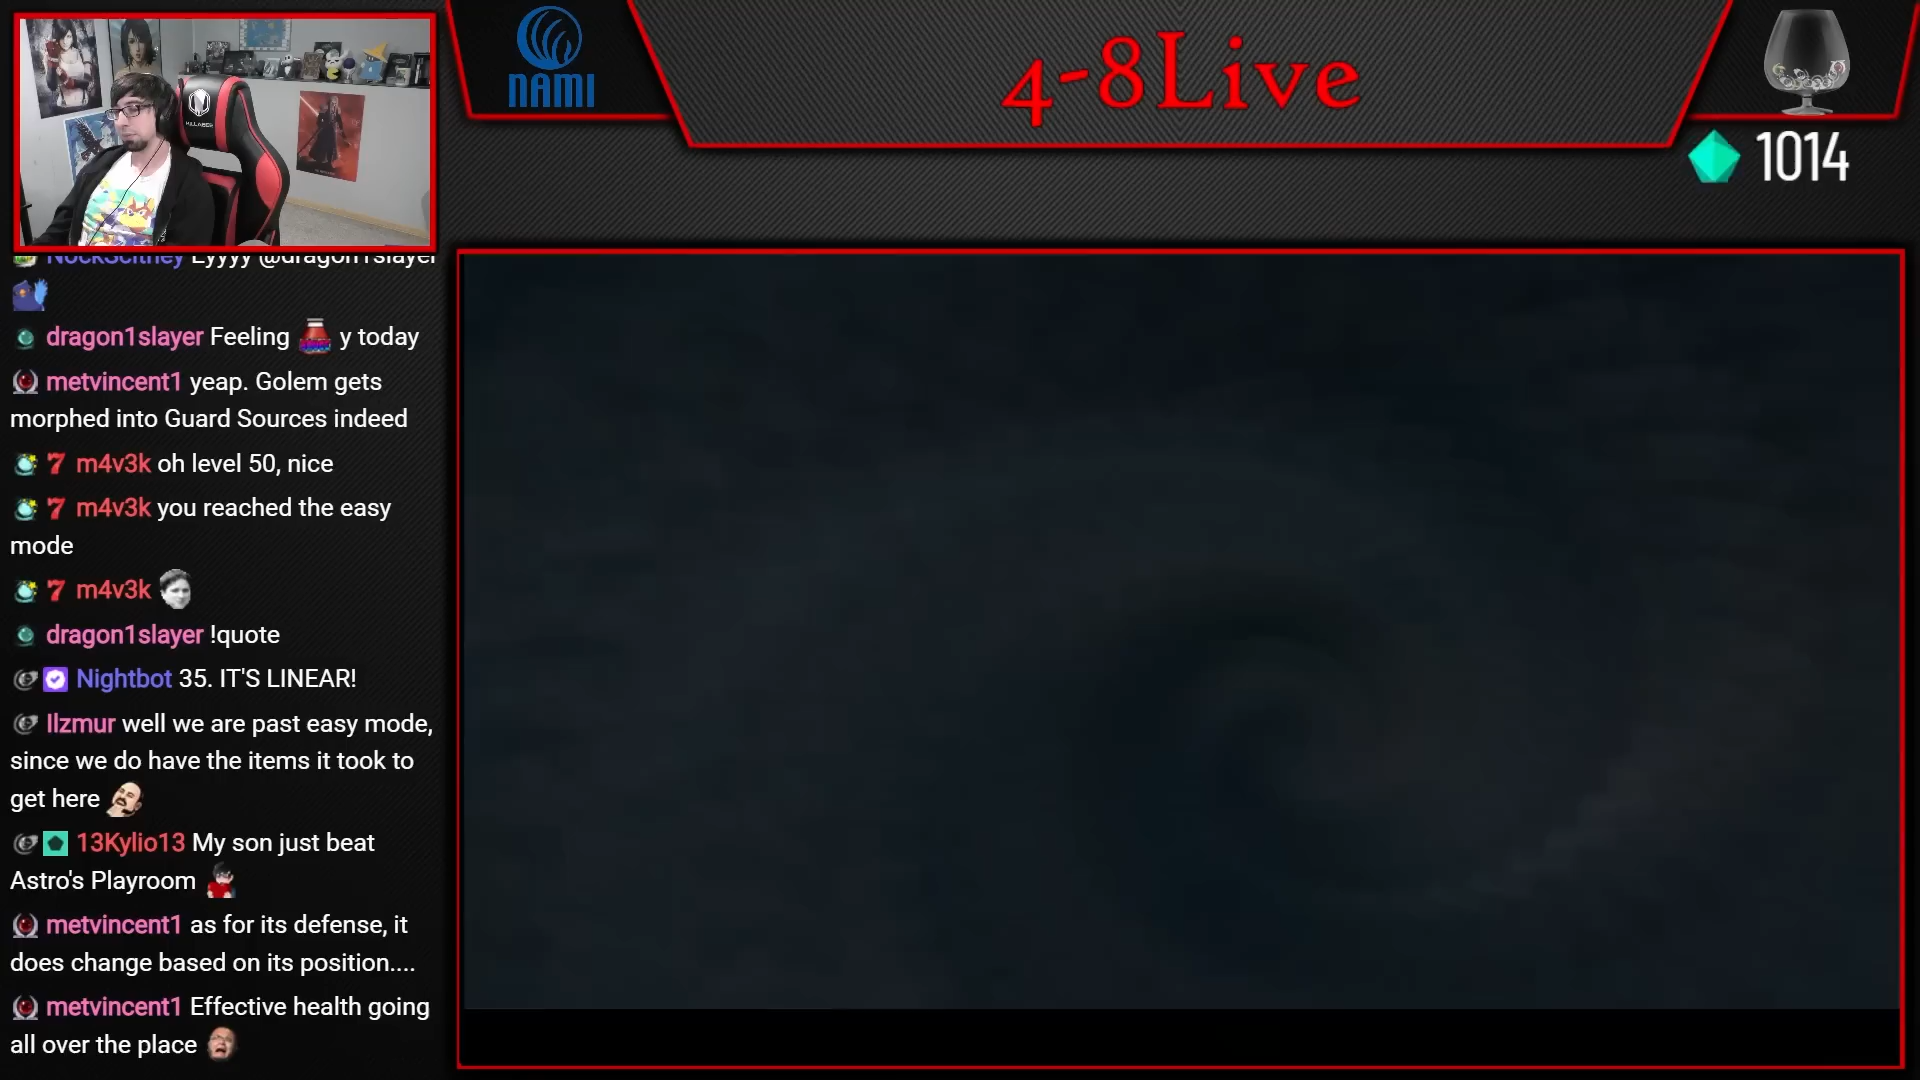 NAMI
4-8Live
1014
NockScithey Eyyyy @dragon1slayer
dragon1slayer Feeling y today
metvincent1 yeap. Golem gets
morphed into Guard Sources indeed
7 m4v3k oh level 50, nice
7 m4v3k you reached the easy
mode
7 m4v3k
dragon1slayer !quote
Nightbot 35. IT'S LINEAR!
Ilzmur well we are past easy mode,
since we do have the items it took to
get here
13Kylio13 My son just beat
Astro's Playroom
metvincent1 as for its defense, it
does change based on its position....
metvincent1 Effective health going
all over the place